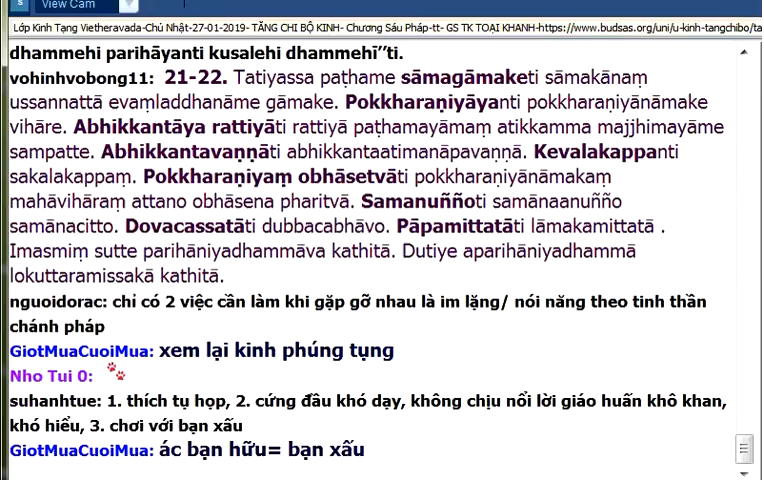 View Cam
Lớp Kinh Tạng Vietheravada-Chủ Nhật-27-01-2019- TĂNG CHI BỘ KINH- Chương Sáu Pháp-tt- GS TK TOẠI KHANH-https://www.budsas.org/uni/u-kinh-tangchibo/ta
dhammehi parihāyanti kusalehi dhammehī’’ti.
vohinhvobong11: 21-22. Tatiyassa paṭhame sāmagāmaketi sāmakānaṃ
ussannattā evaṃladdhanāme gāmake. Pokkharaṇiyāyanti pokkharaṇiyānāmake
vihāre. Abhikkantāya rattiyāti rattiyā paṭhamayāmaṃ atikkamma majjhimayāme
sampatte. Abhikkantavaṇṇāti abhikkantaatimanāpavaṇṇā. Kevalakappanti
sakalakappaṃ. Pokkharaṇiyaṃ obhāsetvāti pokkharaṇiyānāmakaṃ
mahāvihāraṃ attano obhāsena pharitvā. Samanuññoti samānaanuñño
samānacitto. Dovacassatāti dubbacabhāvo. Pāpamittatāti lāmakamittatā .
Imasmiṃ sutte parihāniyadhammāva kathitā. Dutiye aparihāniyadhammā
lokuttaramissakā kathitā.
nguoidorac: chỉ có 2 việc cần làm khi gặp gỡ nhau là im lặng/ nói năng theo tinh thần
chánh pháp
GiotMuaCuoiMua: xem lại kinh phúng tụng
Nho Tui 0:
suhanhtue: 1. thích tụ họp, 2. cứng đầu khó dạy, không chịu nổi lời giáo huấn khô khan,
khó hiểu, 3. chơi với bạn xấu
GiotMuaCuoiMua: ác bạn hữu= bạn xấu